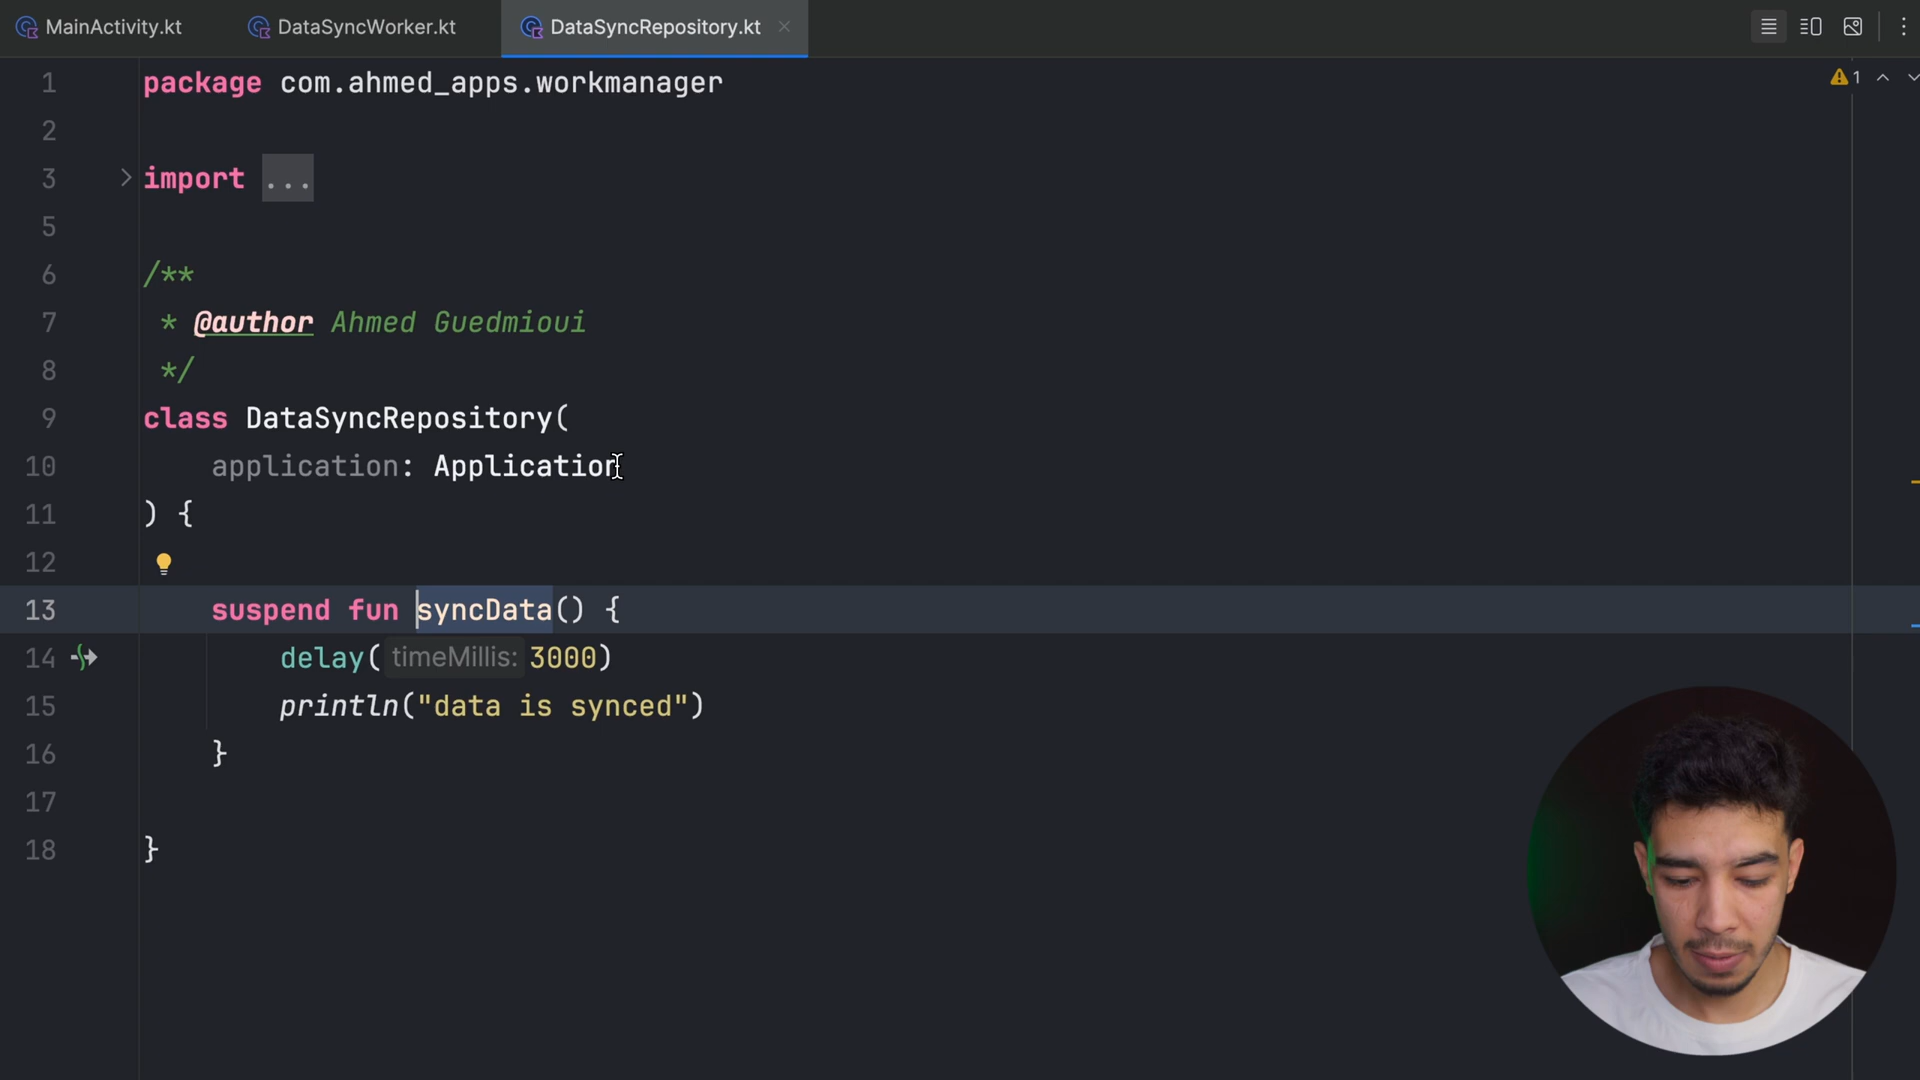 MainActivity.kt DataSyncWorker.kt DataSyncRepository.kt
1 package com.ahmed_apps.workmanager 1
2
3 import ...
5
6 /**
7 * @author Ahmed Guedmioui
8 */
9 class DataSyncRepository(
10 application: Application
11 ) {
12
13 suspend fun syncData() {
14 delay( timeMillis: 3000)
15 println("data is synced")
16 }
17
18 }